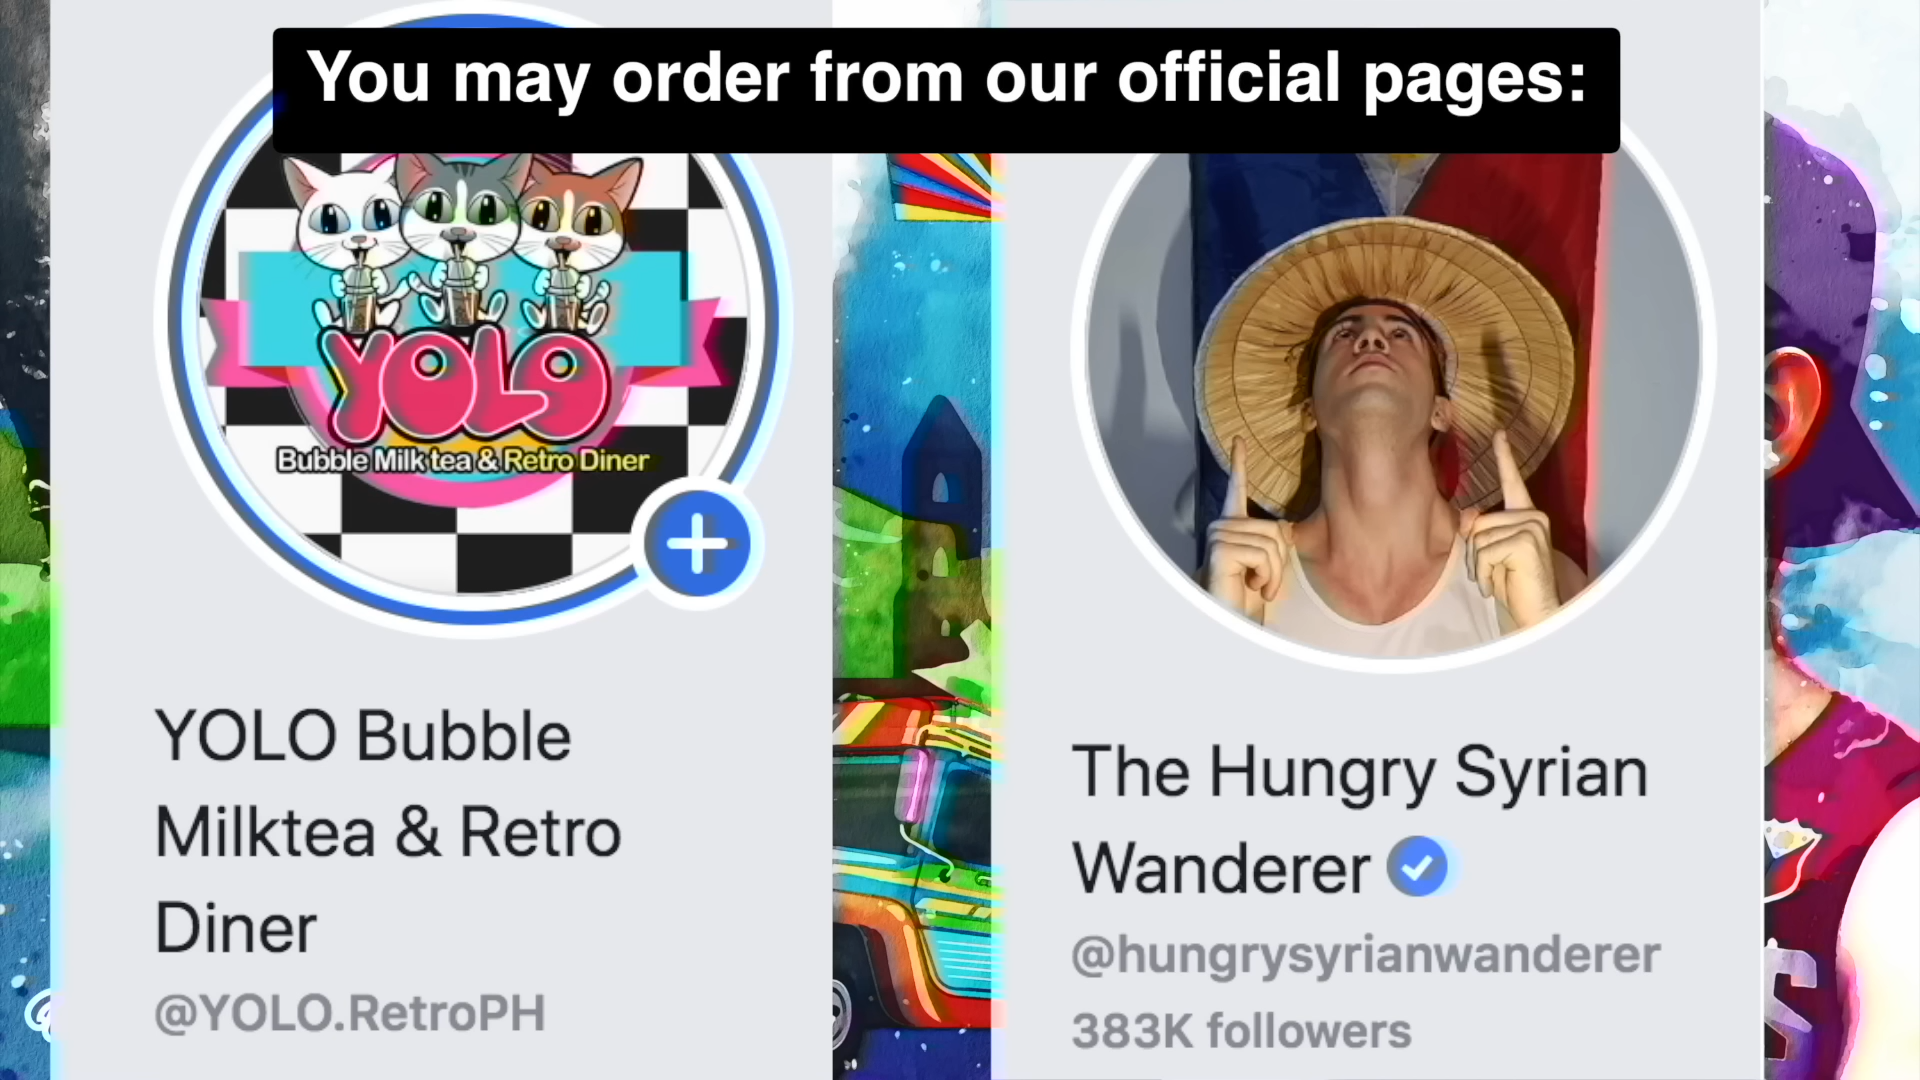 You may order from our official pages:
YOLO
Bubble Milk tea & Retro Diner
YOLO Bubble
Milktea & Retro
Diner
@YOLO.RetroPH
The Hungry Syrian
Wanderer
@hungrysyrianwanderer
383K followers